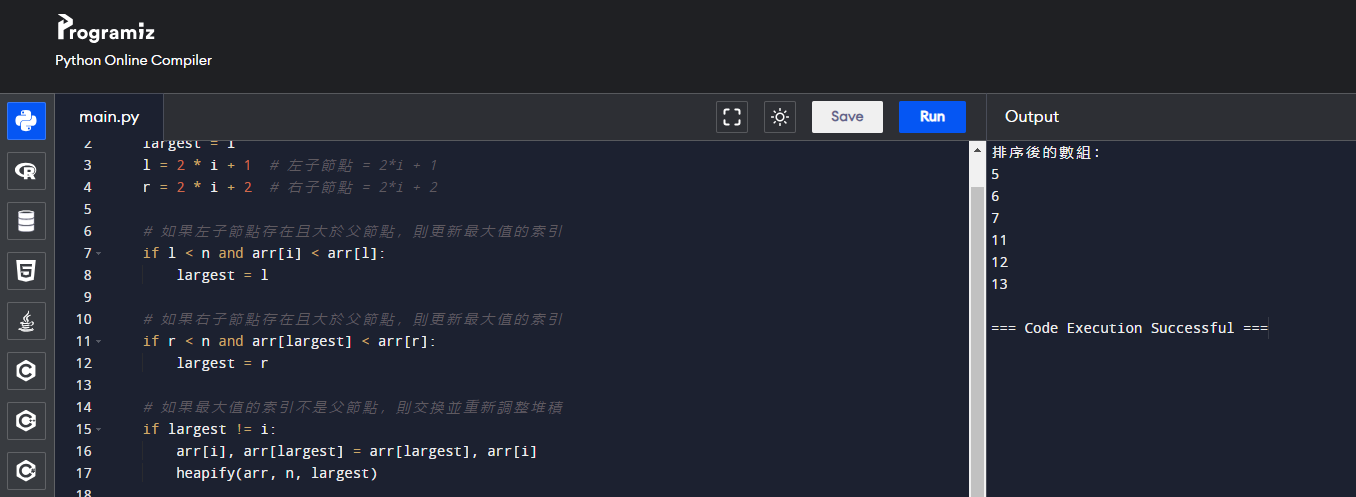 Programiz
Python Online Compiler
main.py
Save
Run
Output
2 largest = i
3 l = 2 * i + 1 # 左子節點 = 2*i + 1
4 r = 2 * i + 2 # 右子節點 = 2*i + 2
5
6 # 如果左子節點存在且大於父節點，則更新最大值的索引
7 if l < n and arr[i] < arr[l]:
8 largest = l
9
10 # 如果右子節點存在且大於父節點，則更新最大值的索引
11 if r < n and arr[largest] < arr[r]:
12 largest = r
13
14 # 如果最大值的索引不是父節點，則交換並重新調整堆積
15 if largest != i:
16 arr[i], arr[largest] = arr[largest], arr[i]
17 heapify(arr, n, largest)
18
排序後的數組:
5
6
7
11
12
13
=== Code Execution Successful ===